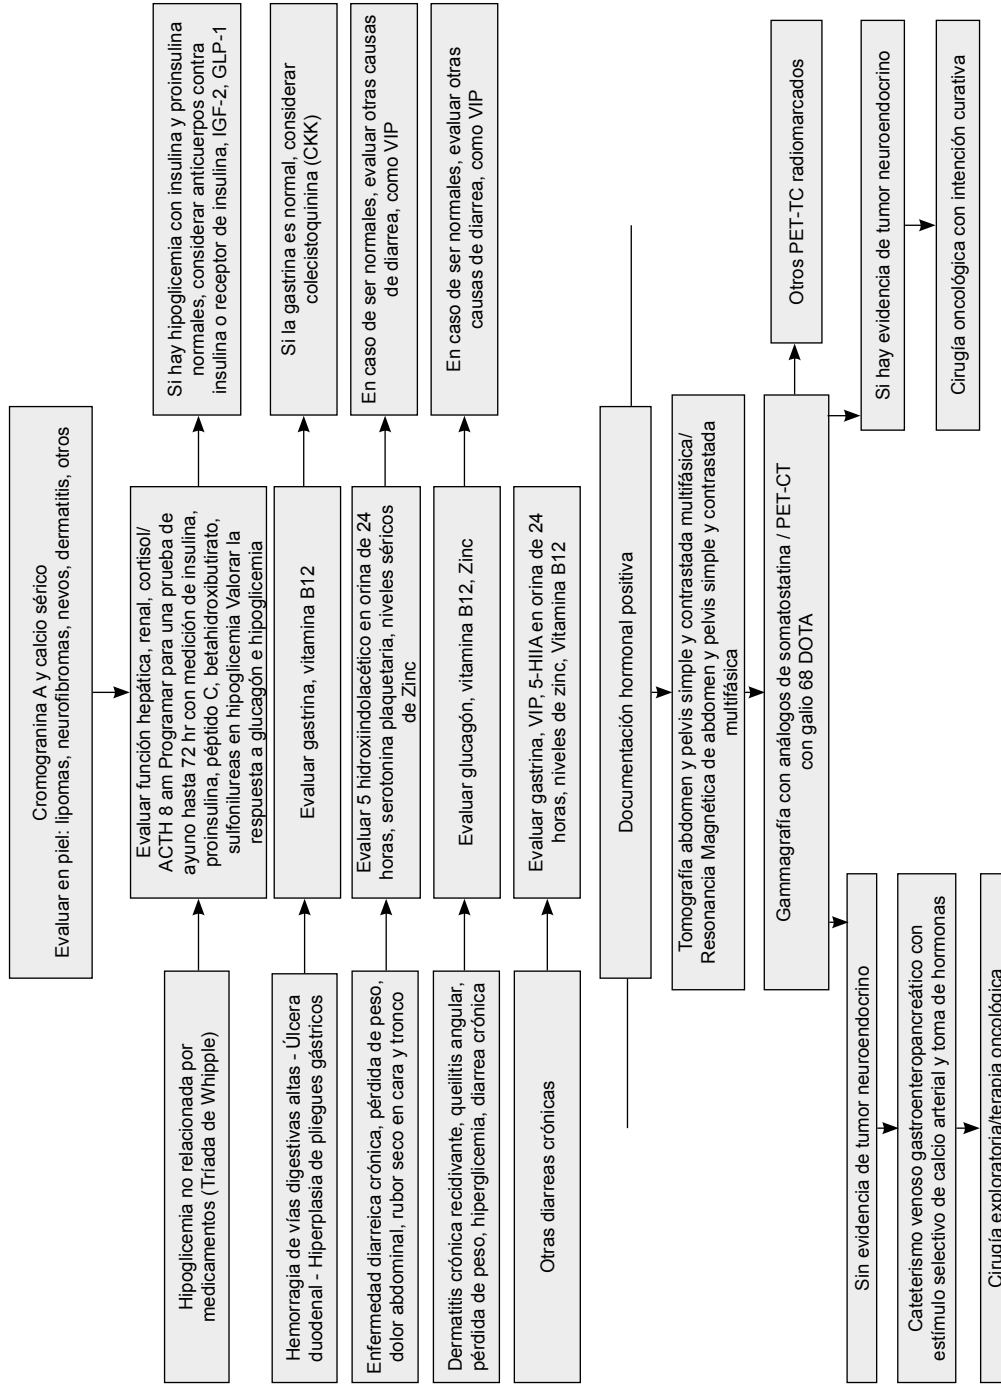 Cromogranina A y calcio sérico
Evaluar en piel: lipomas, neurofibromas, nevos, dermatitis, otros
Hipoglicemia no relacionada por
medicamentos (Tríada de Whipple)
Evaluar función hepática, renal, cortisol/
ACTH 8 am Programar para una prueba de
ayuno hasta 72 hr con medición de insulina,
proinsulina, péptido C, betahidroxibutirato,
sulfonilureas en hipoglicemia Valorar la
respuesta a glucagón e hipoglicemia
Si hay hipoglicemia con insulina y proinsulina
normales, considerar anticuerpos contra
insulina o receptor de insulina, IGF-2, GLP-1
Hemorragia de vías digestivas altas - Úlcera
duodenal - Hiperplasia de pliegues gástricos
Evaluar gastrina, vitamina B12
Si la gastrina es normal, considerar
colecistoquinina (CKK)
Enfermedad diarreica crónica, pérdida de peso,
dolor abdominal, rubor seco en cara y tronco
Evaluar 5 hidroxiindolacético en orina de 24
horas, serotonina plaquetaria, niveles séricos
de Zinc
En caso de ser normales, evaluar otras causas
de diarrea, como VIP
Dermatitis crónica recidivante, queilitis angular,
pérdida de peso, hiperglicemia, diarrea crónica
Evaluar glucagón, vitamina B12, Zinc
En caso de ser normales, evaluar otras
causas de diarrea, como VIP
Otras diarreas crónicas
Evaluar gastrina, VIP, 5-HIIA en orina de 24
horas, niveles de zinc, Vitamina B12
Documentación hormonal positiva
Tomografía abdomen y pelvis simple y contrastada multifásica/
Resonancia Magnética de abdomen y pelvis simple y contrastada
multifásica
Gammagrafía con análogos de somatostatina / PET-CT
con galio 68 DOTA
Otros PET-TC radiomarcados
Sin evidencia de tumor neuroendocrino
Si hay evidencia de tumor neuroendocrino
Cateterismo venoso gastroenteropancreático con
estímulo selectivo de calcio arterial y toma de hormonas
Cirugía oncológica con intención curativa
Cirugía exploratoria/terapia oncológica